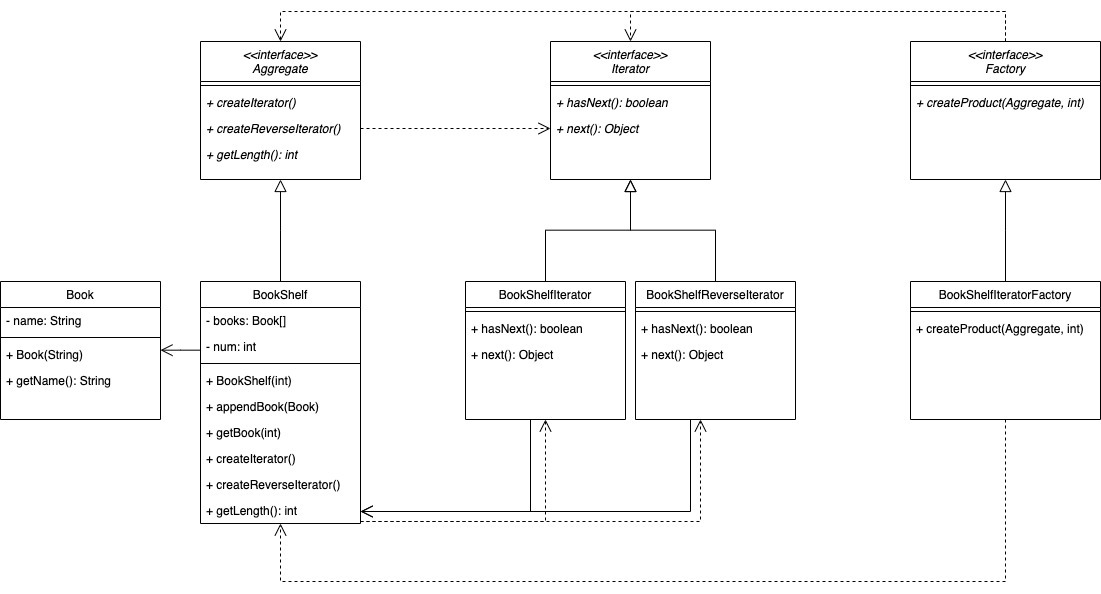 <<interface>>
Aggregate
+ createIterator()
+ createReverseIterator()
+ getLength(): int
<<interface>>
Iterator
+ hasNext(): boolean
+ next(): Object
<<interface>>
Factory
+ createProduct(Aggregate, int)
Book
- name: String
+ Book(String)
+ getName(): String
BookShelf
- books: Book[]
- num: int
+ BookShelf(int)
+ appendBook(Book)
+ getBook(int)
+ createIterator()
+ createReverseIterator()
+ getLength(): int
BookShelfIterator
+ hasNext(): boolean
+ next(): Object
BookShelfReverseIterator
+ hasNext(): boolean
+ next(): Object
BookShelfIteratorFactory
+ createProduct(Aggregate, int)